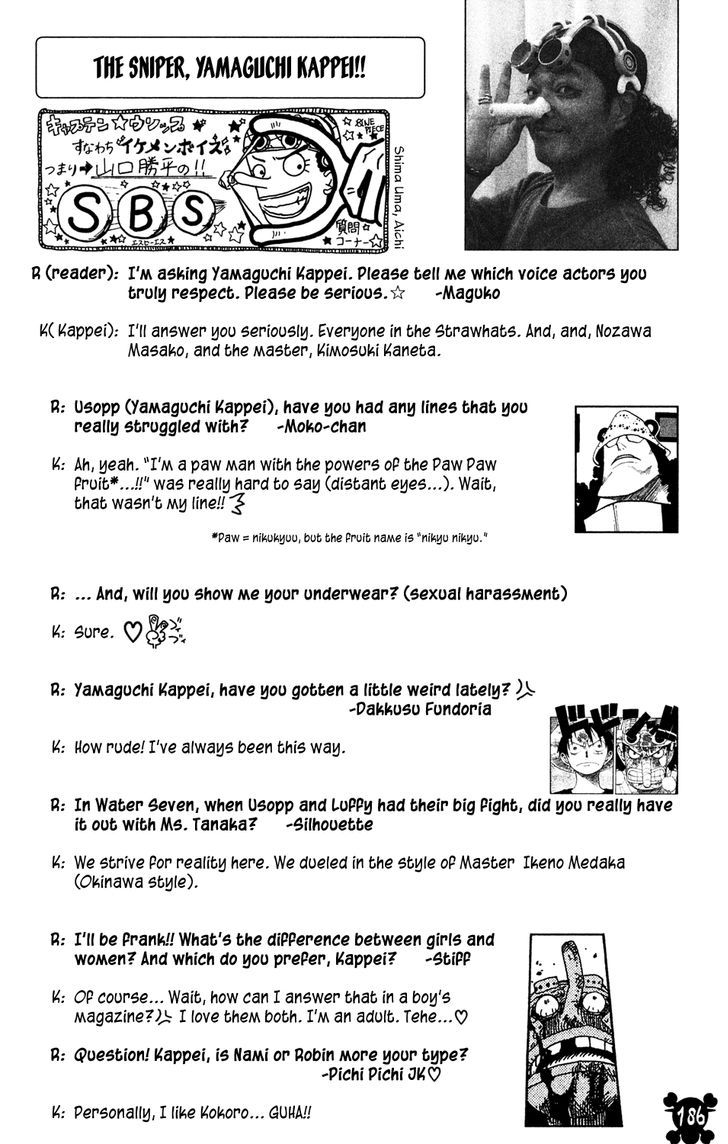 THE SNIPER, YAMAGUCHI KAPPEI!!
キャプテン☆ウソップ
すなわち"イケメンボイズ"
つまり→山口勝平の!!
SBS
エスビーエス
質問
コーナー
Shima Uma, Aichi
R (reader): I'm asking Yamaguchi Kappei. Please tell me which voice actors you
truly respect. Please be serious.☆ -Maguko
K( Kappei): I'll answer you seriously. Everyone in the Strawhats. And, and, Nozawa
Masako, and the master, Kimosuki Kaneta.
R: Usopp (Yamaguchi Kappei), have you had any lines that you
really struggled with? -Moko-chan
K: Ah, yeah. "I'm a paw man with the powers of the Paw Paw
fruit*...!!" was really hard to say (distant eyes...). Wait,
that wasn't my line!!
*Paw = nikukyuu, but the fruit name is "nikyu nikyu."
R: ... And, will you show me your underwear? (sexual harassment)
K: Sure. ♡
R: Yamaguchi Kappei, have you gotten a little weird lately?
-Dakkusu Fundoria
K: How rude! I've always been this way.
ドドン!!
R: In Water Seven, when Usopp and Luffy had their big fight, did you really have
it out with Ms. Tanaka? -Silhouette
K: We strive for reality here. We dueled in the style of Master Ikeno Medaka
(Okinawa style).
R: I'll be frank!! What's the difference between girls and
women? And which do you prefer, Kappei? -Stiff
K: Of course... Wait, how can I answer that in a boy's
magazine? I love them both. I'm an adult. Tehe...♡
R: Question! Kappei, is Nami or Robin more your type?
-Pichi Pichi JK♡
K: Personally, I like Kokoro... GUHA!!
186